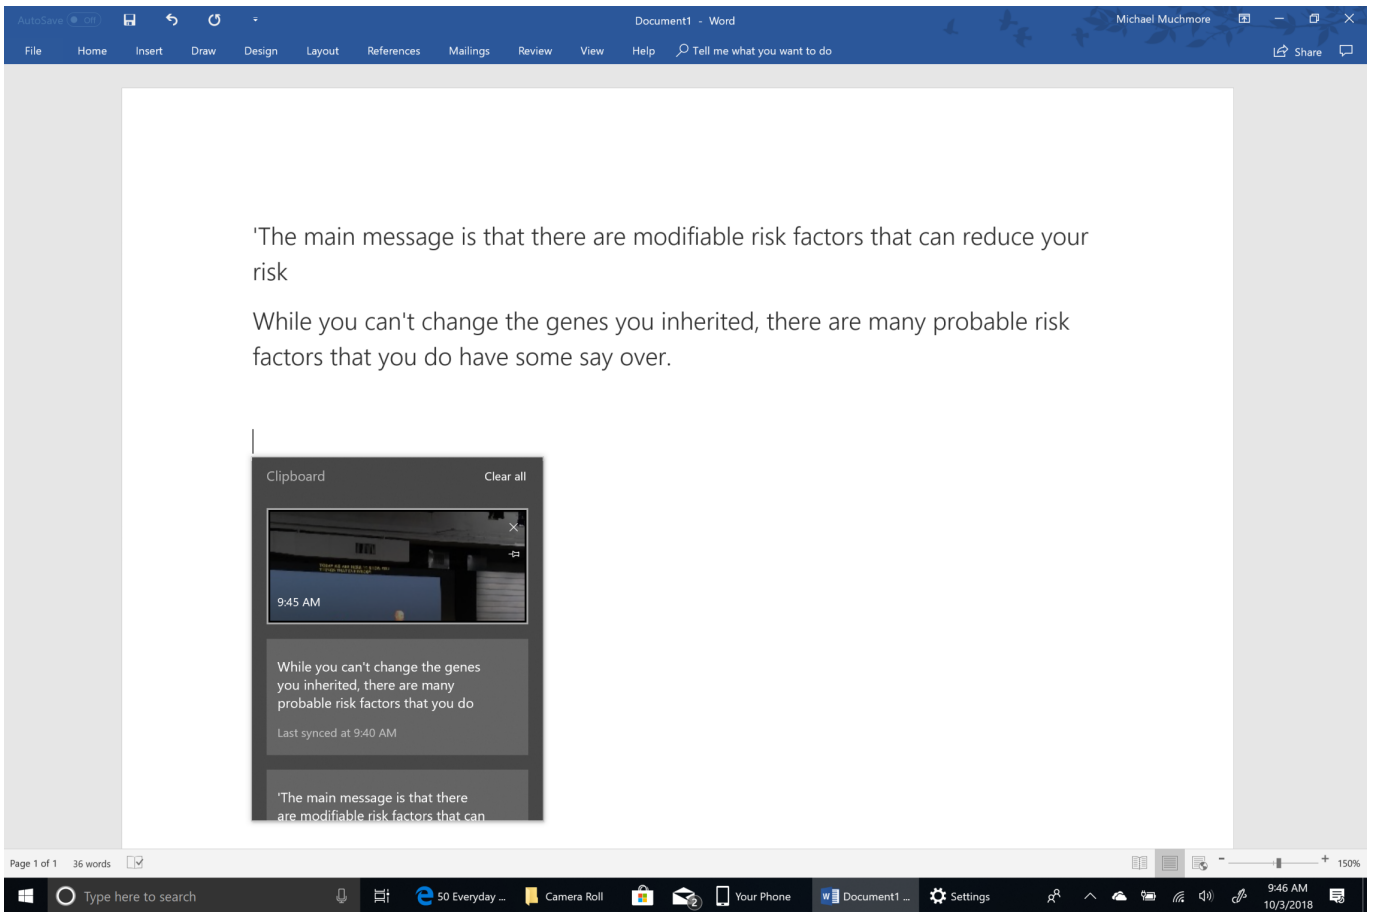 AutoSave Off
Document1 - Word
Michael Muchmore
File Home Insert Draw Design Layout References Mailings Review View Help Tell me what you want to do
Share
'The main message is that there are modifiable risk factors that can reduce your
risk
While you can't change the genes you inherited, there are many probable risk
factors that you do have some say over.
Clipboard Clear all
9:45 AM
While you can't change the genes
you inherited, there are many
probable risk factors that you do
Last synced at 9:40 AM
'The main message is that there
are modifiable risk factors that can
Page 1 of 1 36 words
150%
Type here to search
50 Everyday ...
Camera Roll
2
Your Phone
Document1 ...
Settings
9:46 AM
10/3/2018